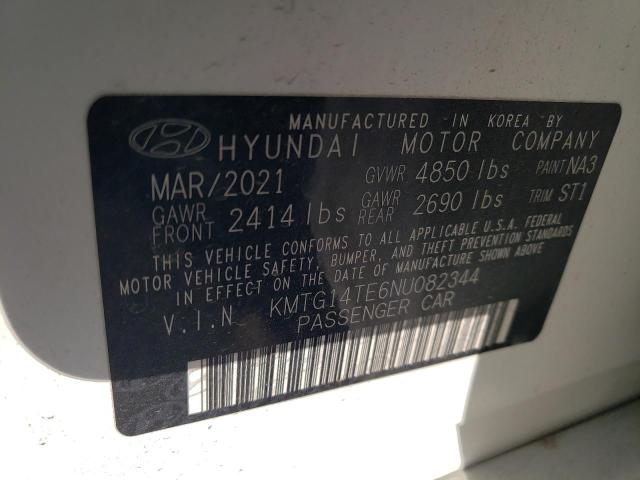 MANUFACTURED IN KOREA BY
HYUNDAI MOTOR COMPANY
MAR/2021 GVWR 4850 lbs PAINT NA3
GAWR FRONT 2414 lbs GAWR REAR 2690 lbs TRIM ST1
THIS VEHICLE CONFORMS TO ALL APPLICABLE U.S.A. FEDERAL
MOTOR VEHICLE SAFETY, BUMPER, AND THEFT PREVENTION STANDARDS
IN EFFECT ON THE DATE OF MANUFACTURE SHOWN ABOVE.
V.I.N KMTG14TE6NU082344
PASSENGER CAR